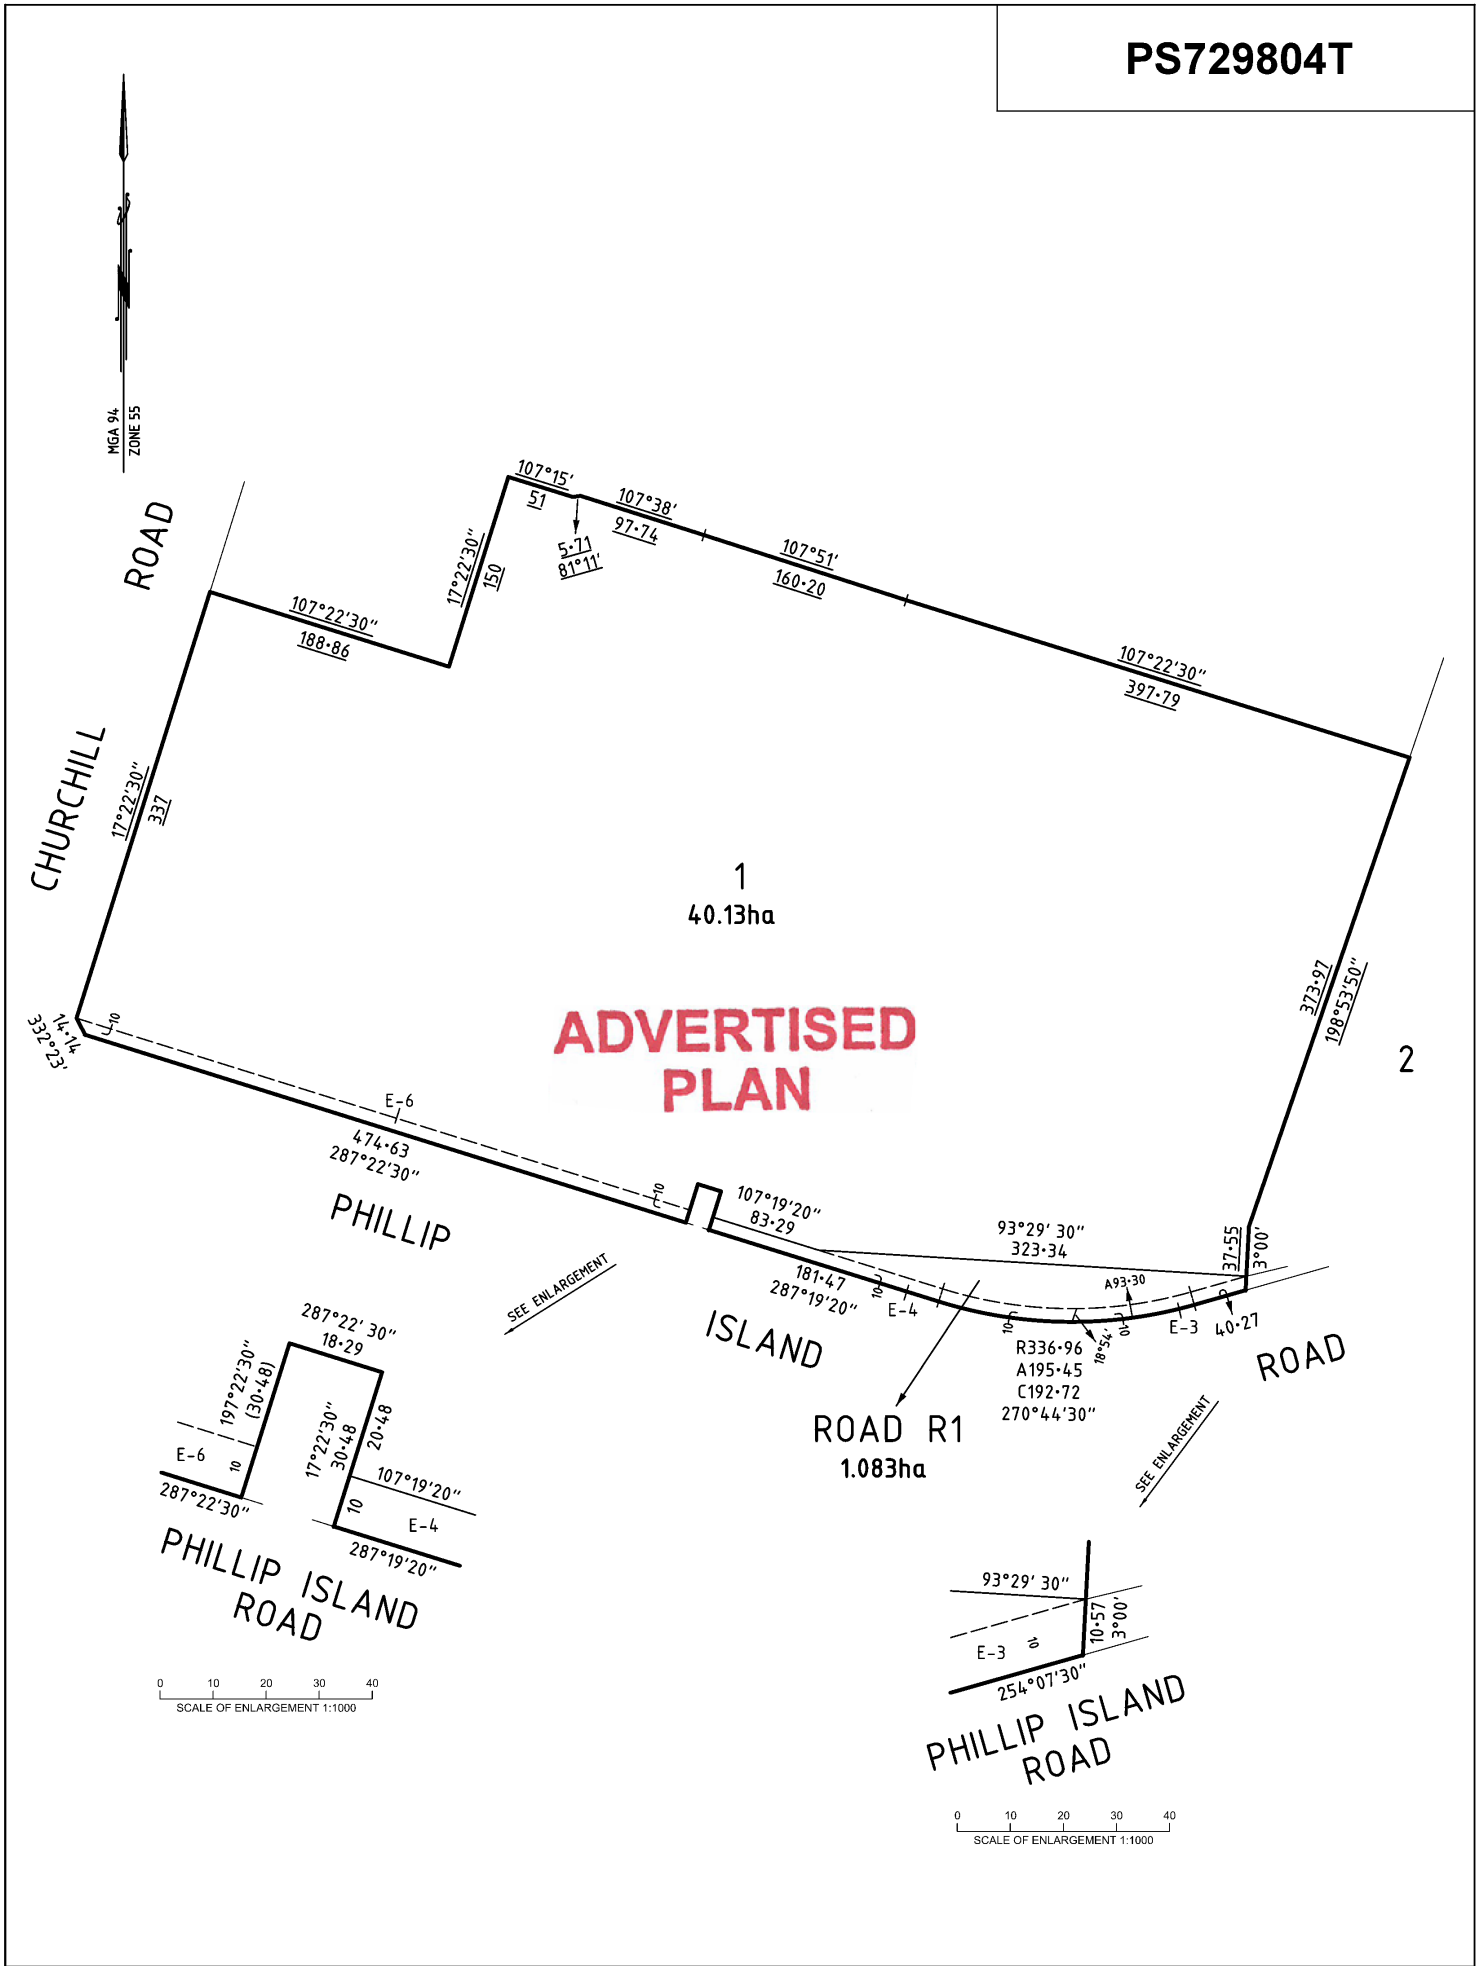 PS729804T
MGA 94
ZONE 55
ROAD
CHURCHILL
107°15'
51
5·71
81°11'
107°38'
97·74
107°51'
160·20
107°22'30"
397·79
17°22'30"
150
107°22'30"
188·86
17°22'30"
337
1
40.13ha
ADVERTISED
PLAN
373·97
198°53'50"
2
14·14
332°23'
10
E-6
474·63
287°22'30"
10
PHILLIP
107°19'20"
83·29
93°29' 30"
323·34
37·55
3°00'
181·47
287°19'20"
10
E-4
A93·30
10
10
18°54'
E-3
40·27
ISLAND
ROAD
R336·96
A195·45
C192·72
270°44'30"
ROAD R1
1.083ha
SEE ENLARGEMENT
SEE ENLARGEMENT
287°22' 30"
18·29
197°22'30"
(30·48)
17°22'30"
30·48
20·48
E-6
10
287°22'30"
107°19'20"
10
E-4
287°19'20"
PHILLIP ISLAND
ROAD
0 10 20 30 40
SCALE OF ENLARGEMENT 1:1000
93°29' 30"
10·57
3°00'
E-3
10
254°07'30"
PHILLIP ISLAND
ROAD
0 10 20 30 40
SCALE OF ENLARGEMENT 1:1000